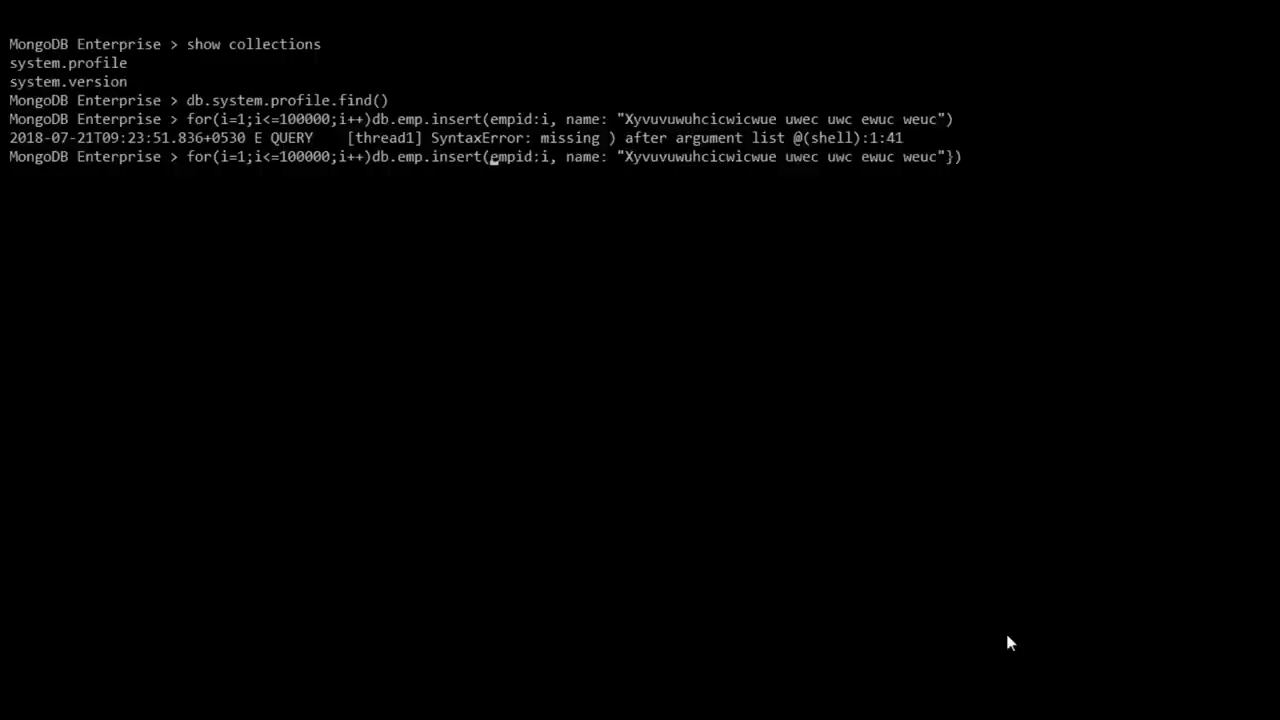 MongoDB Enterprise > show collections
system.profile
system.version
MongoDB Enterprise > db.system.profile.find()
MongoDB Enterprise > for(i=1;i<=100000;i++)db.emp.insert(empid:i, name: "Xyvuvuwuhcicwicwue uwec uwc ewuc weuc")
2018-07-21T09:23:51.836+0530 E QUERY    [thread1] SyntaxError: missing ) after argument list @(shell):1:41
MongoDB Enterprise > for(i=1;i<=100000;i++)db.emp.insert(empid:i, name: "Xyvuvuwuhcicwicwue uwec uwc ewuc weuc"})